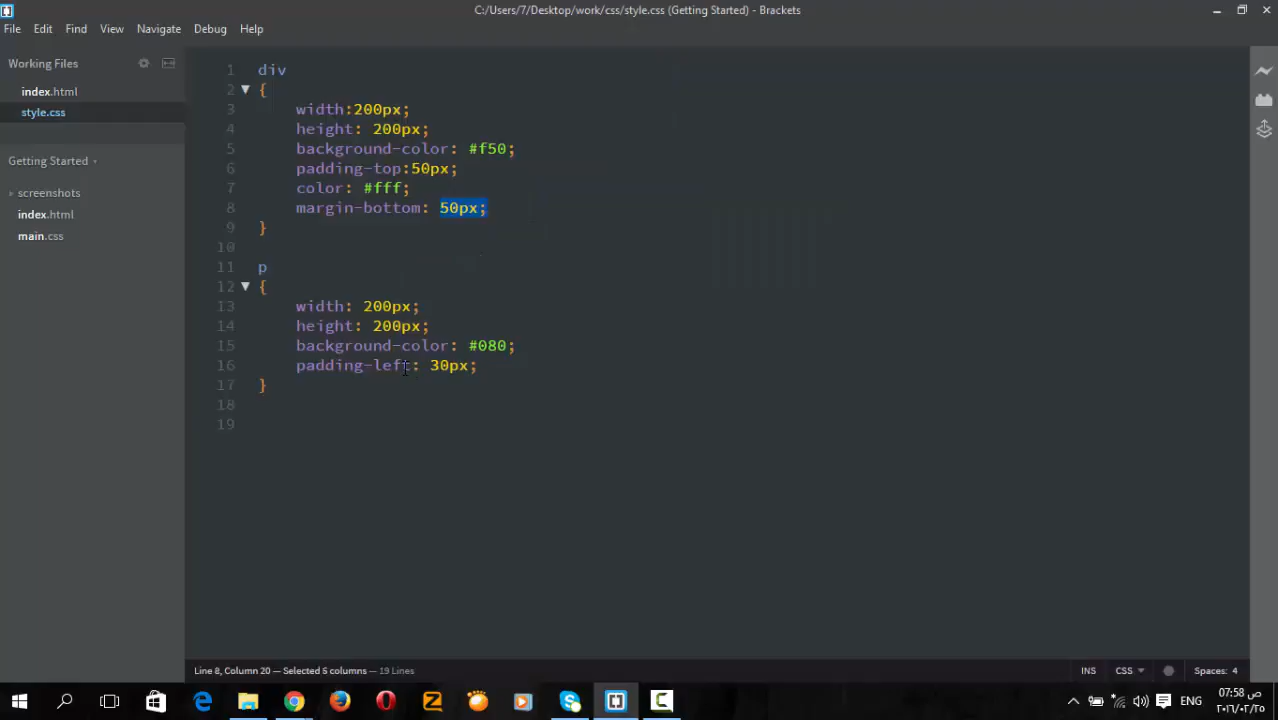 C:/Users/7/Desktop/work/css/style.css (Getting Started) - Brackets
File Edit Find View Navigate Debug Help
Working Files
index.html
style.css
Getting Started
screenshots
index.html
main.css
1 div
2 {
3 width:200px;
4 height: 200px;
5 background-color: #f50;
6 padding-top:50px;
7 color: #fff;
8 margin-bottom: 50px;
9 }
10
11 p
12 {
13 width: 200px;
14 height: 200px;
15 background-color: #080;
16 padding-left: 30px;
17 }
18
19
Line 8, Column 20 — Selected 5 columns — 19 Lines
INS CSS Spaces: 4
ENG
07:58 ص
٢٠١٦/٠٢/٢٥